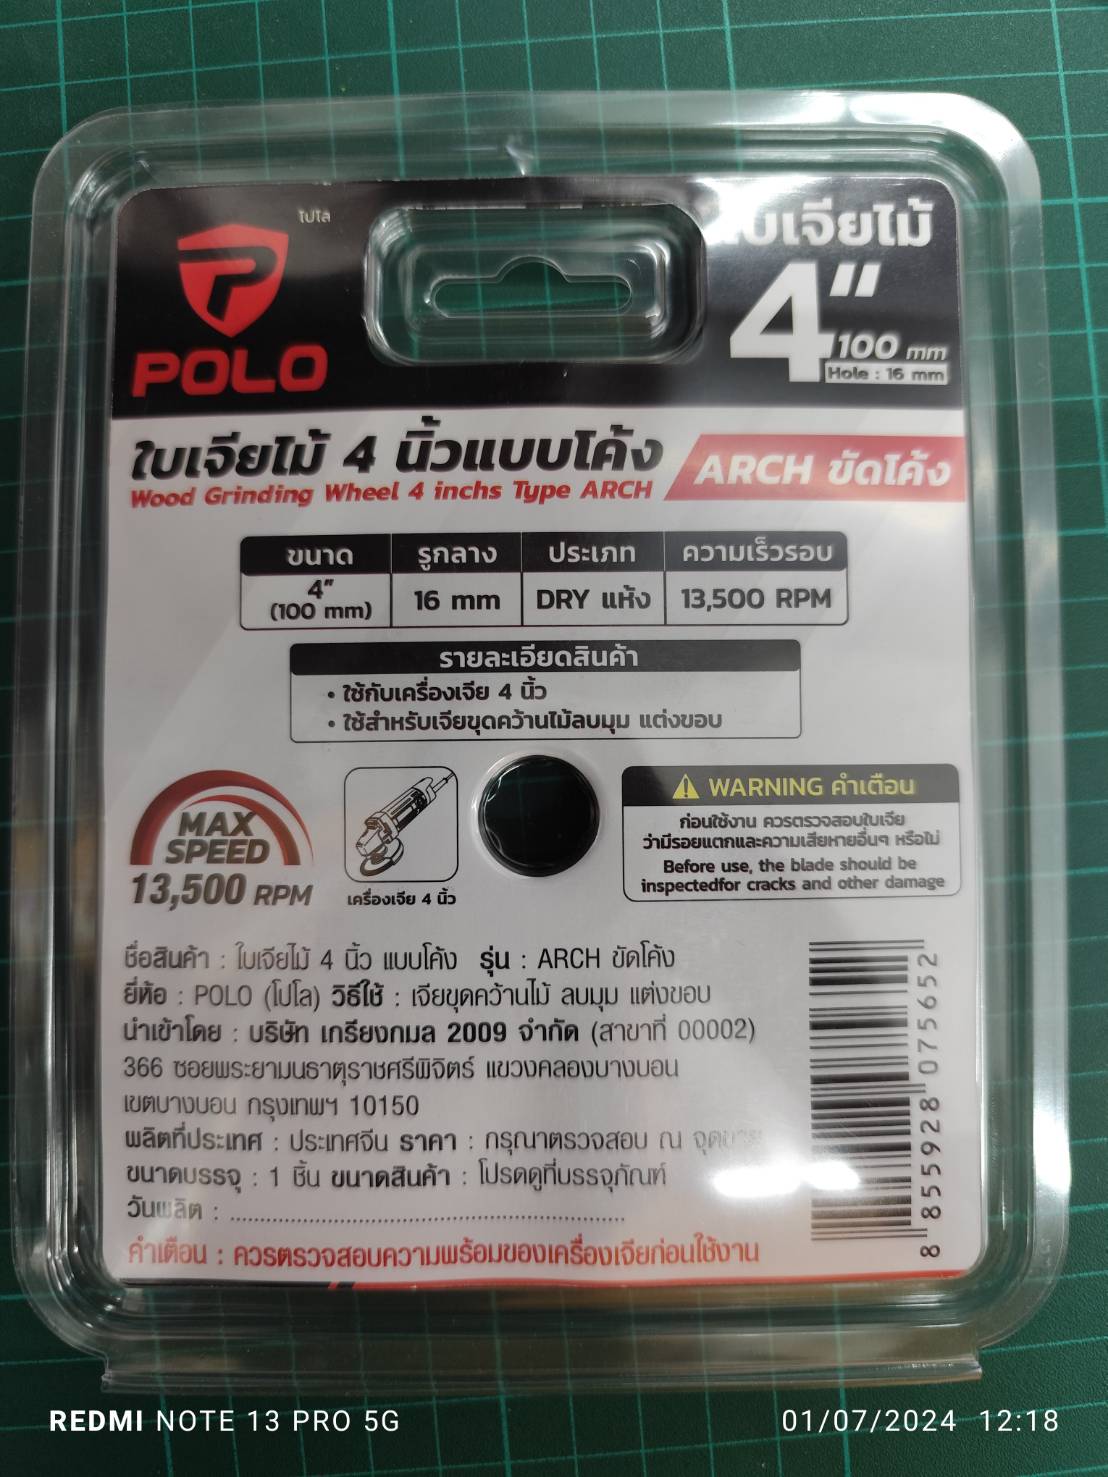 โปโล
POLO
ใบเจียไม้
4"
100 mm
Hole : 16 mm
ใบเจียไม้ 4 นิ้วแบบโค้ง
Wood Grinding Wheel 4 inchs Type ARCH
ARCH ขัดโค้ง
ขนาด รูกลาง ประเภท ความเร็วรอบ
4" (100 mm) 16 mm DRY แห้ง 13,500 RPM
รายละเอียดสินค้า
• ใช้กับเครื่องเจีย 4 นิ้ว
• ใช้สำหรับเจียขุดคว้านไม้ลบมุม แต่งขอบ
MAX
SPEED
13,500 RPM
เครื่องเจีย 4 นิ้ว
WARNING คำเตือน
ก่อนใช้งาน ควรตรวจสอบใบเจีย
ว่ามีรอยแตกและความเสียหายอื่นๆ หรือไม่
Before use, the blade should be
inspectedfor cracks and other damage
ชื่อสินค้า : ใบเจียไม้ 4 นิ้ว แบบโค้ง รุ่น : ARCH ขัดโค้ง
ยี่ห้อ : POLO (โปโล) วิธีใช้ : เจียขุดคว้านไม้ ลบมุม แต่งขอบ
นำเข้าโดย : บริษัท เกรียงกมล 2009 จำกัด (สาขาที่ 00002)
366 ซอยพระยามนธาตุราชศรีพิจิตร์ แขวงคลองบางบอน
เขตบางบอน กรุงเทพฯ 10150
ผลิตที่ประเทศ : ประเทศจีน ราคา : กรุณาตรวจสอบ ณ จุดขาย
ขนาดบรรจุ : 1 ชิ้น ขนาดสินค้า : โปรดดูที่บรรจุภัณฑ์
วันผลิต : ........................................................
คำเตือน : ควรตรวจสอบความพร้อมของเครื่องเจียก่อนใช้งาน
8 855928 075652
REDMI NOTE 13 PRO 5G
01/07/2024 12:18